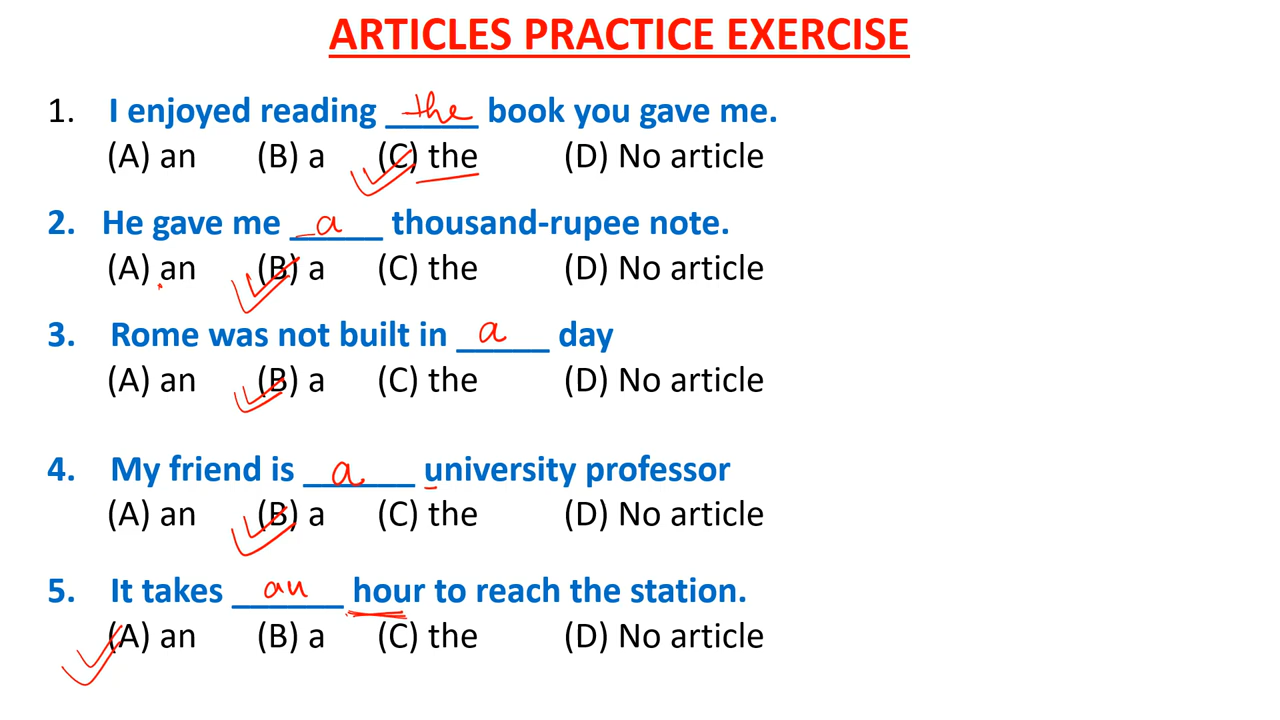 ARTICLES PRACTICE EXERCISE
1. I enjoyed reading the book you gave me.
(A) an (B) a (C) the (D) No article
2. He gave me a thousand-rupee note.
(A) an (B) a (C) the (D) No article
3. Rome was not built in a day
(A) an (B) a (C) the (D) No article
4. My friend is a university professor
(A) an (B) a (C) the (D) No article
5. It takes an hour to reach the station.
(A) an (B) a (C) the (D) No article